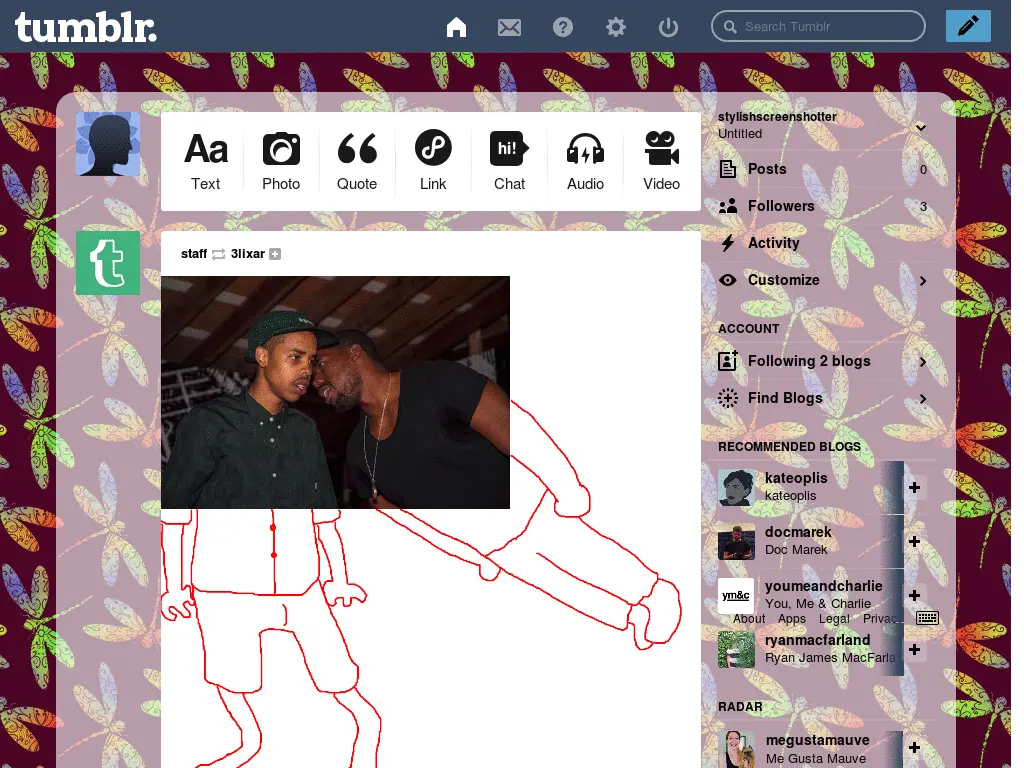 tumblr.
Search Tumblr
Aa
hi!
Text
Photo
Quote
Link
Chat
Audio
Video
staff 3lixar
stylishscreenshotter
Untitled
Posts 0
Followers 3
Activity
Customize
ACCOUNT
Following 2 blogs
Find Blogs
RECOMMENDED BLOGS
kateoplis
kateoplis
docmarek
Doc Marek
ym&c
youmeandcharlie
You, Me & Charlie
About Apps Legal Privac
ryanmacfarland
Ryan James MacFarla
RADAR
megustamauve
Me Gusta Mauve